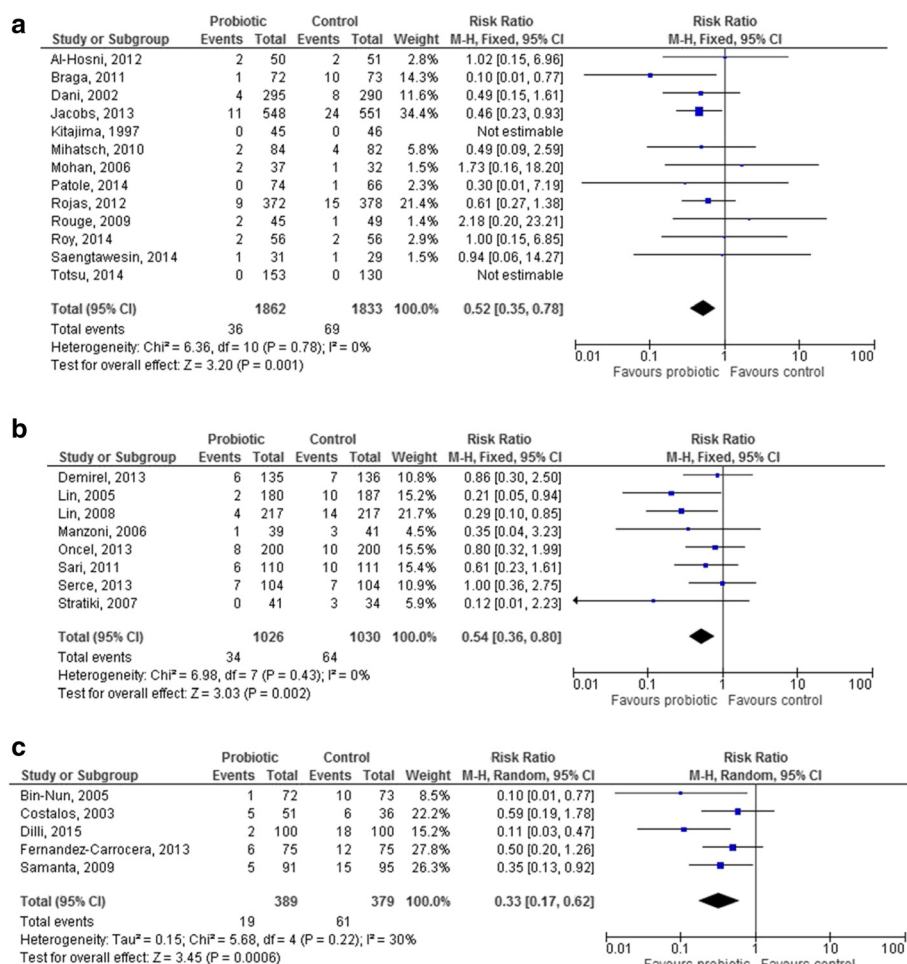 a
Probiotic Control Risk Ratio Risk Ratio
Study or Subgroup Events Total Events Total Weight M-H, Fixed, 95% CI M-H, Fixed, 95% CI
Al-Hosni, 2012 2 50 2 51 2.8% 1.02 [0.15, 6.96]
Braga, 2011 1 72 10 73 14.3% 0.10 [0.01, 0.77]
Dani, 2002 4 295 8 290 11.6% 0.49 [0.15, 1.61]
Jacobs, 2013 11 548 24 551 34.4% 0.46 [0.23, 0.93]
Kitajima, 1997 0 45 0 46 Not estimable
Mihatsch, 2010 2 84 4 82 5.8% 0.49 [0.09, 2.59]
Mohan, 2006 2 37 1 32 1.5% 1.73 [0.16, 18.20]
Patole, 2014 0 74 1 66 2.3% 0.30 [0.01, 7.19]
Rojas, 2012 9 372 15 378 21.4% 0.61 [0.27, 1.38]
Rouge, 2009 2 45 1 49 1.4% 2.18 [0.20, 23.21]
Roy, 2014 2 56 2 56 2.9% 1.00 [0.15, 6.85]
Saengtawesin, 2014 1 31 1 29 1.5% 0.94 [0.06, 14.27]
Totsu, 2014 0 153 0 130 Not estimable
Total (95% CI) 1862 1833 100.0% 0.52 [0.35, 0.78]
Total events 36 69
Heterogeneity: Chi² = 6.36, df = 10 (P = 0.78); I² = 0%
Test for overall effect: Z = 3.20 (P = 0.001)
0.01 0.1 1 10 100
Favours probiotic Favours control
b
Probiotic Control Risk Ratio Risk Ratio
Study or Subgroup Events Total Events Total Weight M-H, Fixed, 95% CI M-H, Fixed, 95% CI
Demirel, 2013 6 135 7 136 10.8% 0.86 [0.30, 2.50]
Lin, 2005 2 180 10 187 15.2% 0.21 [0.05, 0.94]
Lin, 2008 4 217 14 217 21.7% 0.29 [0.10, 0.85]
Manzoni, 2006 1 39 3 41 4.5% 0.35 [0.04, 3.23]
Oncel, 2013 8 200 10 200 15.5% 0.80 [0.32, 1.99]
Sari, 2011 6 110 10 111 15.4% 0.61 [0.23, 1.61]
Serce, 2013 7 104 7 104 10.9% 1.00 [0.36, 2.75]
Stratiki, 2007 0 41 3 34 5.9% 0.12 [0.01, 2.23]
Total (95% CI) 1026 1030 100.0% 0.54 [0.36, 0.80]
Total events 34 64
Heterogeneity: Chi² = 6.98, df = 7 (P = 0.43); I² = 0%
Test for overall effect: Z = 3.03 (P = 0.002)
0.01 0.1 1 10 100
Favours probiotic Favours control
c
Probiotic Control Risk Ratio Risk Ratio
Study or Subgroup Events Total Events Total Weight M-H, Random, 95% CI M-H, Random, 95% CI
Bin-Nun, 2005 1 72 10 73 8.5% 0.10 [0.01, 0.77]
Costalos, 2003 5 51 6 36 22.2% 0.59 [0.19, 1.78]
Dilli, 2015 2 100 18 100 15.2% 0.11 [0.03, 0.47]
Fernandez-Carrocera, 2013 6 75 12 75 27.8% 0.50 [0.20, 1.26]
Samanta, 2009 5 91 15 95 26.3% 0.35 [0.13, 0.92]
Total (95% CI) 389 379 100.0% 0.33 [0.17, 0.62]
Total events 19 61
Heterogeneity: Tau² = 0.15; Chi² = 5.68, df = 4 (P = 0.22); I² = 30%
Test for overall effect: Z = 3.45 (P = 0.0006)
0.01 0.1 1 10 100
Favours probiotic Favours control